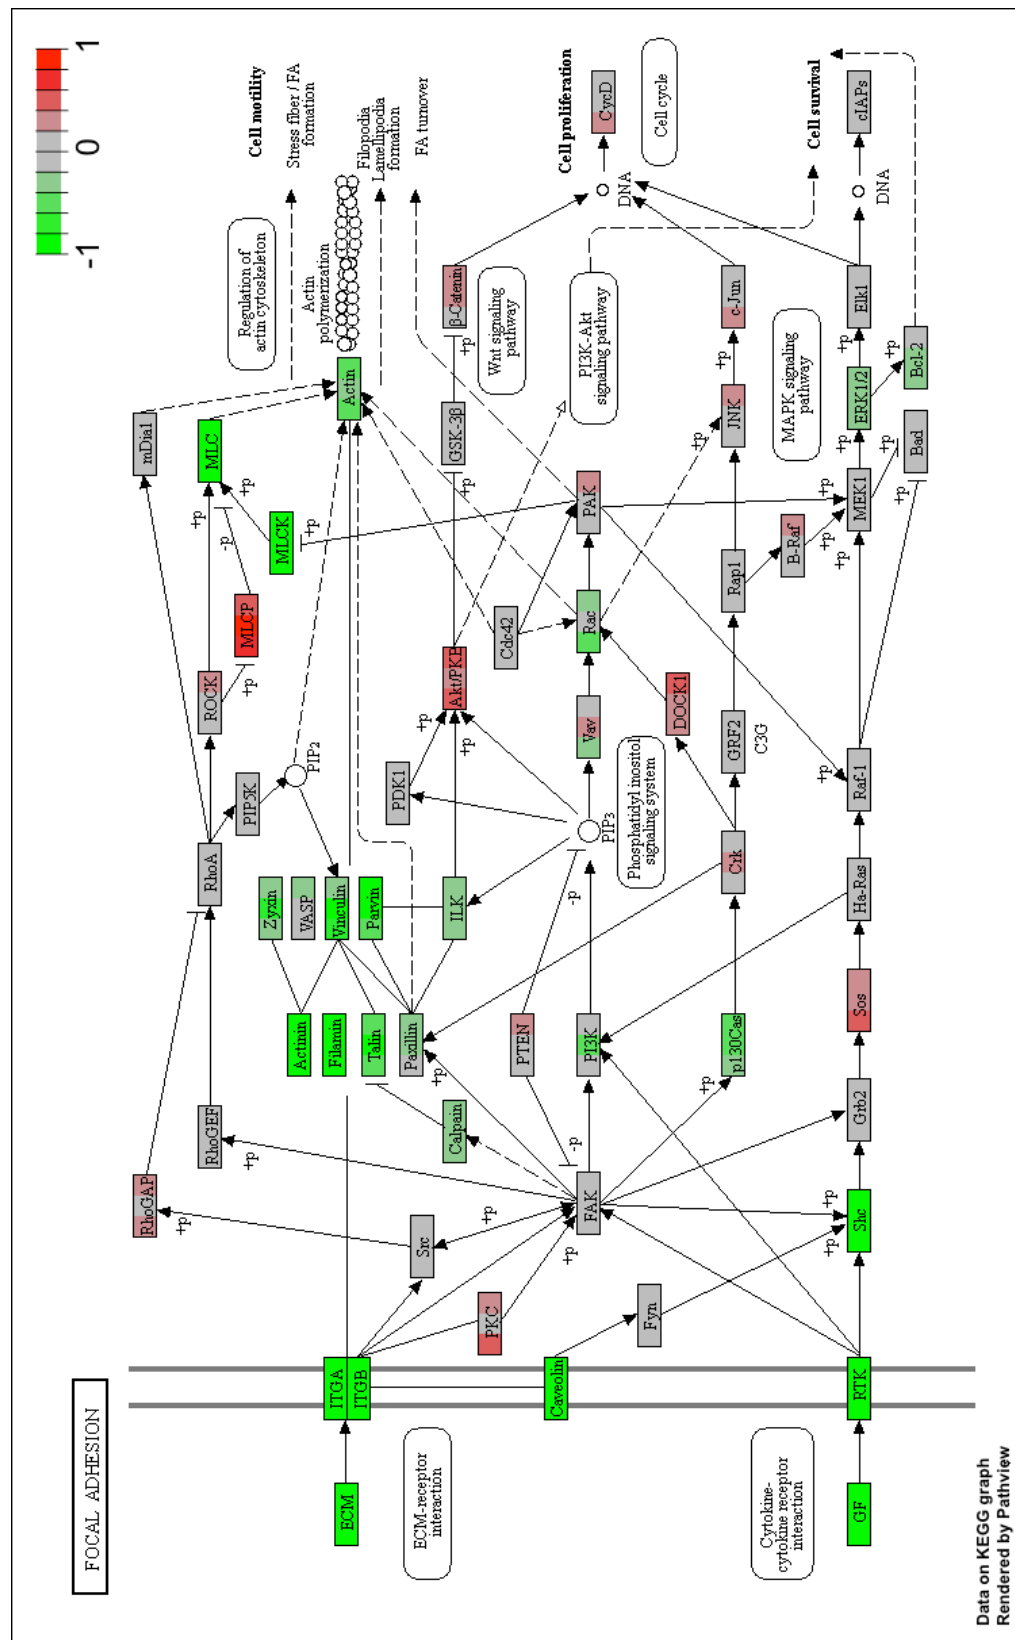 FOCAL ADHESION
-1
0
1
RhoGAP
+p
RhoGEF
+p
RhoA
ROCK
+p
-p
+p
mDia1
MLC
MLCP
MLCK
+p
+p
PIP5K
PIP2
Regulation of
actin cytoskeleton
Cell motility
Stress fiber / FA
formation
Actin
polymerization
Filopodia
Lamellipodia
formation
FA turnover
ECM
ITGA
ITGB
Actinin
Filamin
Talin
Paxillin
+p
Zyxin
VASP
Vinculin
Parvin
Actin
ECM-receptor
interaction
Src
+p
PKC
+p
Calpain
ILK
PDK1
+p
+p
Akt/PKB
+p
GSK-3β
+p
β-Catenin
Wnt signaling
pathway
Cell proliferation
CycD
Cell cycle
DNA
Caveolin
Fyn
FAK
-p
PTEN
-p
PI3K
PIP3
Phosphatidyl inositol
signaling system
Vav
Rac
Cdc42
PAK
PI3K-Akt
signaling pathway
+p
p130Cas
Crk
DOCK1
GRF2
C3G
Rap1
B-Raf
JNK
+p
+p
c-Jun
MAPK signaling
pathway
Cell survival
Cytokine-
cytokine receptor
interaction
GF
RTK
Shc
+p
+p
Grb2
Sos
Ha-Ras
Raf-1
+p
MEK1
+p
+p
+p
ERK1/2
+p
+p
Elk1
+p
DNA
cIAPs
Bad
+p
+p
Bcl-2
+p
Data on KEGG graph
Rendered by Pathview